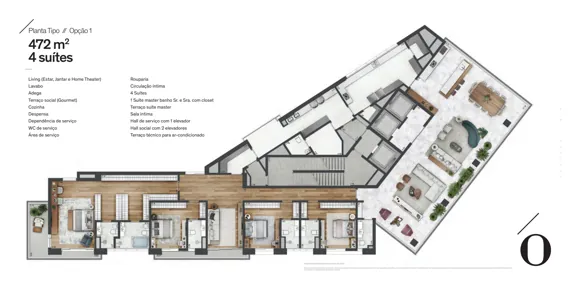 Planta Tipo // Opção 1
472 m²
4 suítes
Living (Estar, Jantar e Home Theater)
Lavabo
Adega
Terraço social (Gourmet)
Cozinha
Despensa
Dependência de serviço
WC de serviço
Área de serviço
Rouparia
Circulação íntima
4 Suítes
1 Suíte master banho Sr. e Sra. com closet
Terraço suíte master
Sala íntima
Hall de serviço com 1 elevador
Hall social com 2 elevadores
Terraço técnico para ar-condicionado
O